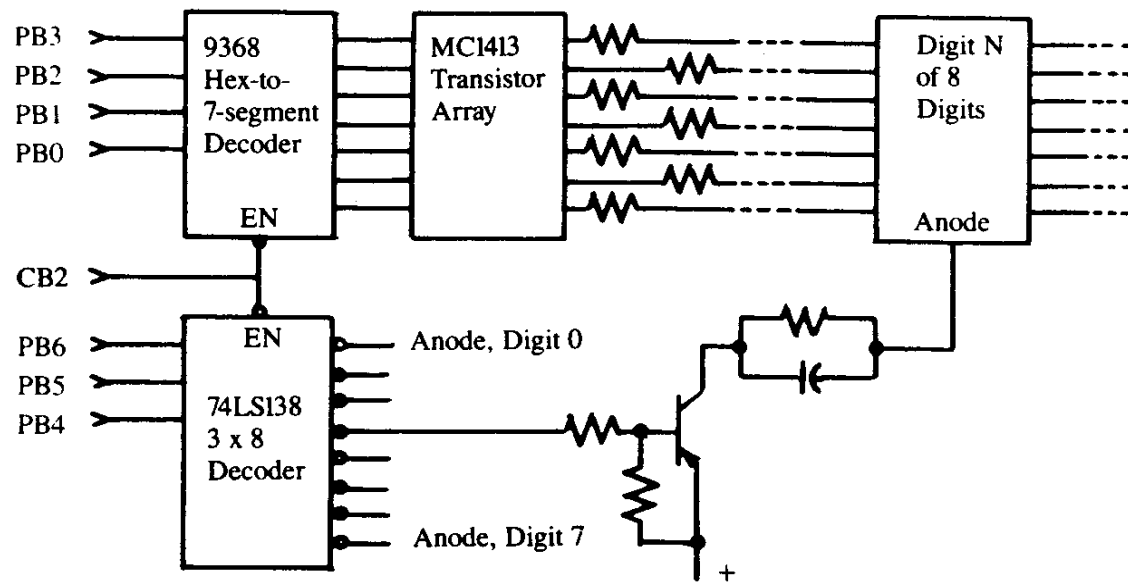 PB3
PB2
PB1
PB0
9368
Hex-to-
7-segment
Decoder
EN
MC1413
Transistor
Array
Digit N
of 8
Digits
Anode
CB2
PB6
PB5
PB4
EN
74LS138
3 x 8
Decoder
Anode, Digit 0
Anode, Digit 7
+